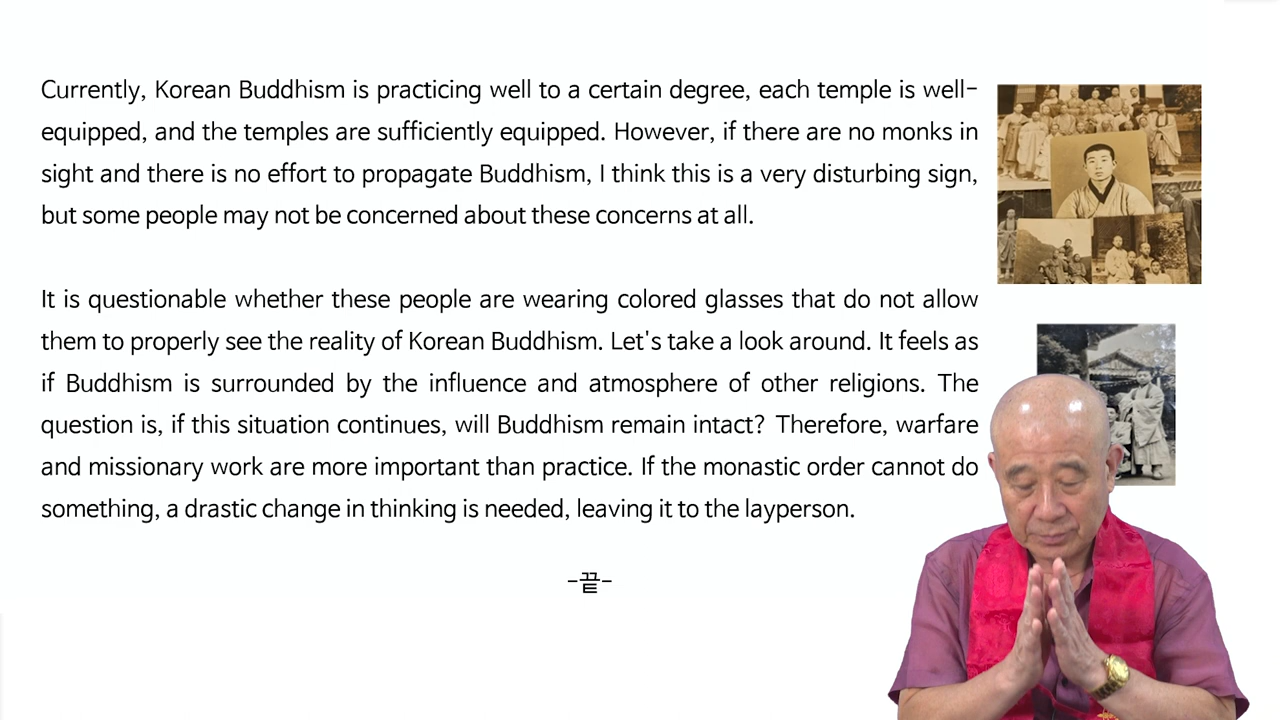 Currently, Korean Buddhism is practicing well to a certain degree, each temple is well-
equipped, and the temples are sufficiently equipped. However, if there are no monks in
sight and there is no effort to propagate Buddhism, I think this is a very disturbing sign,
but some people may not be concerned about these concerns at all.
It is questionable whether these people are wearing colored glasses that do not allow
them to properly see the reality of Korean Buddhism. Let's take a look around. It feels as
if Buddhism is surrounded by the influence and atmosphere of other religions. The
question is, if this situation continues, will Buddhism remain intact? Therefore, warfare
and missionary work are more important than practice. If the monastic order cannot do
something, a drastic change in thinking is needed, leaving it to the layperson.
-끝-